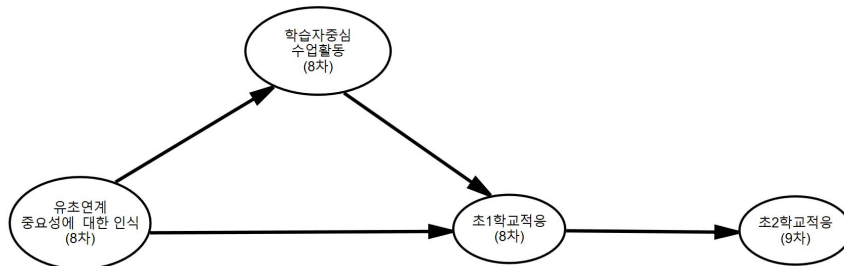 학습자중심
수업활동
(8차)
유초연계
중요성에 대한 인식
(8차)
초1학교적응
(8차)
초2학교적응
(9차)